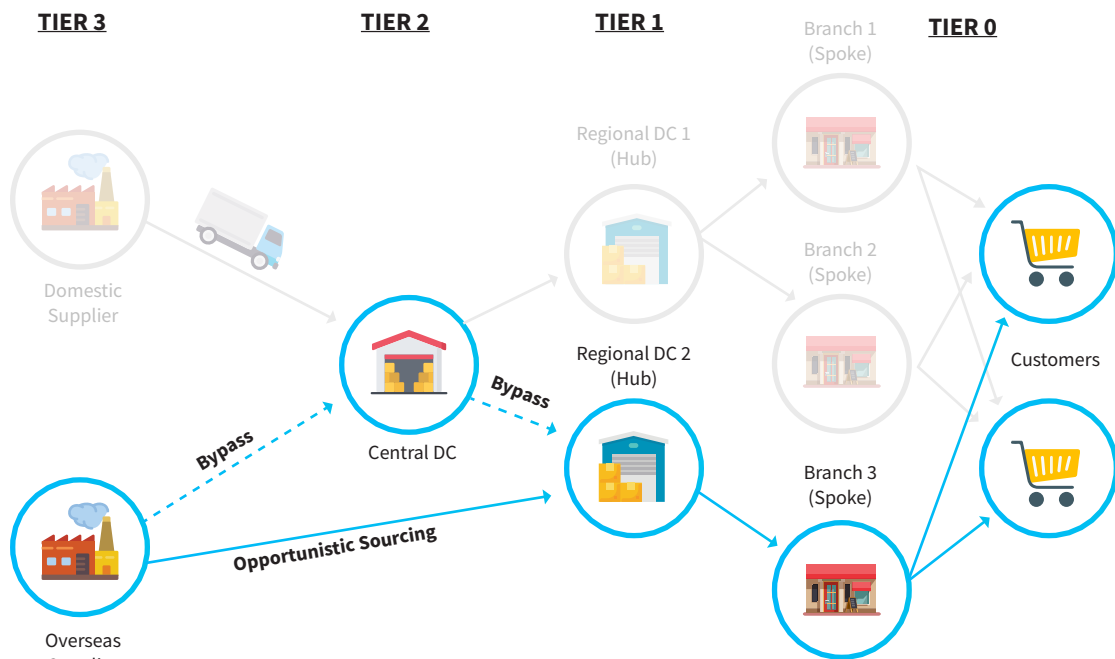 TIER 3
TIER 2
TIER 1
TIER 0
Branch 1
(Spoke)
Regional DC 1
(Hub)
Branch 2
(Spoke)
Domestic
Supplier
Regional DC 2
(Hub)
Customers
Bypass
Bypass
Central DC
Branch 3
(Spoke)
Opportunistic Sourcing
Overseas